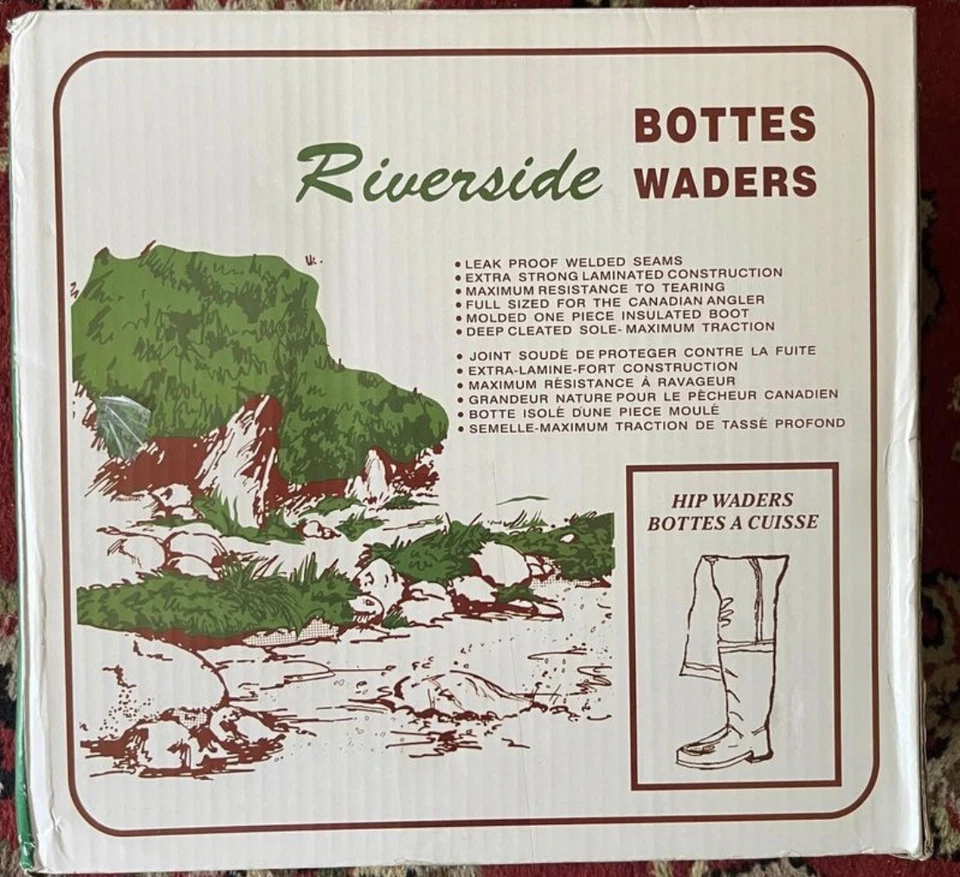 Riverside BOTTES
WADERS
• LEAK PROOF WELDED SEAMS
• EXTRA STRONG LAMINATED CONSTRUCTION
• MAXIMUM RESISTANCE TO TEARING
• FULL SIZED FOR THE CANADIAN ANGLER
• MOLDED ONE PIECE INSULATED BOOT
• DEEP CLEATED SOLE- MAXIMUM TRACTION
• JOINT SOUDÉ DE PROTEGER CONTRE LA FUITE
• EXTRA-LAMINE-FORT CONSTRUCTION
• MAXIMUM RÉSISTANCE À RAVAGEUR
• GRANDEUR NATURE POUR LE PÊCHEUR CANADIEN
• BOTTE ISOLÉ D'UNE PIECE MOULÉ
• SEMELLE-MAXIMUM TRACTION DE TASSÉ PROFOND
HIP WADERS
BOTTES A CUISSE